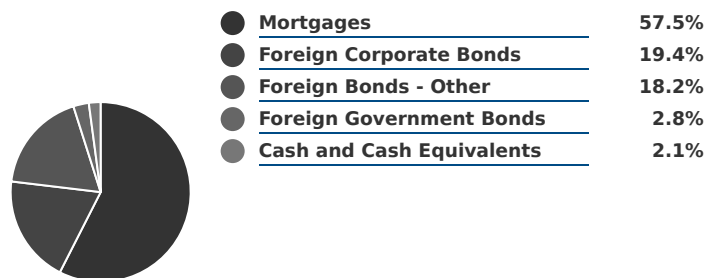 Mortgages 57.5%
Foreign Corporate Bonds 19.4%
Foreign Bonds - Other 18.2%
Foreign Government Bonds 2.8%
Cash and Cash Equivalents 2.1%